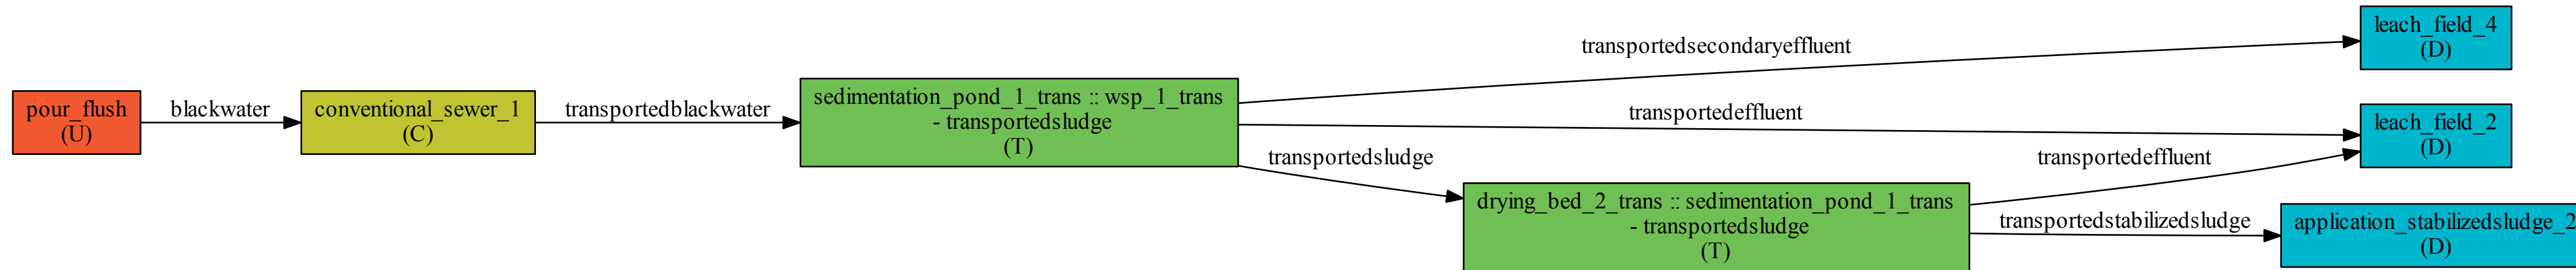 pour_flush
(U)
blackwater
conventional_sewer_1
(C)
transportedblackwater
sedimentation_pond_1_trans :: wsp_1_trans
- transportedsludge
(T)
transportedsecondaryeffluent
transportedeffluent
transportedsludge
drying_bed_2_trans :: sedimentation_pond_1_trans
- transportedsludge
(T)
transportedeffluent
transportedstabilizedsludge
leach_field_4
(D)
leach_field_2
(D)
application_stabilizedsludge_2
(D)